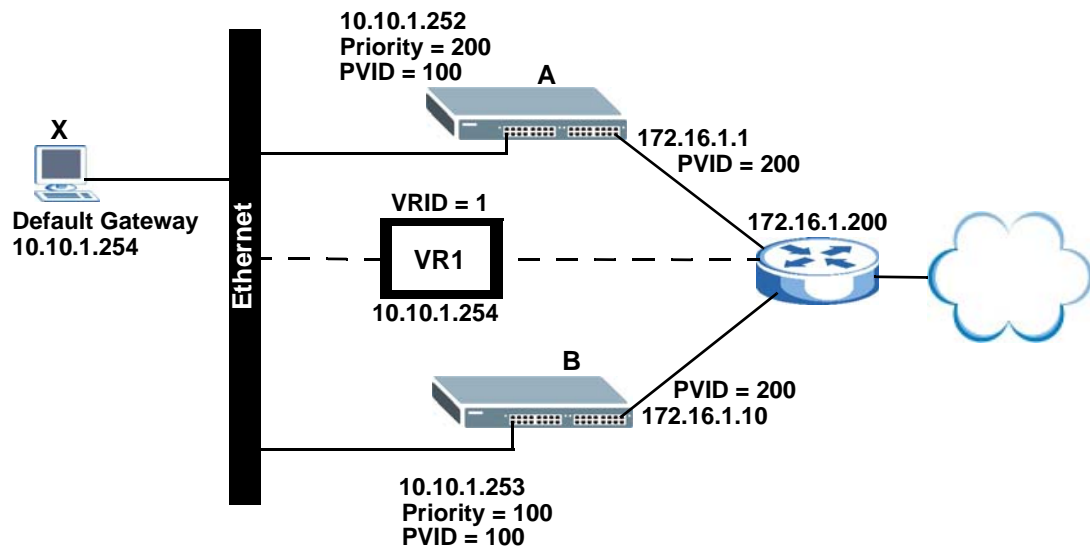 10.10.1.252
Priority = 200
PVID = 100
A
X
172.16.1.1
PVID = 200
Default Gateway
10.10.1.254
Ethernet
VRID = 1
VR1
10.10.1.254
172.16.1.200
B
PVID = 200
172.16.1.10
10.10.1.253
Priority = 100
PVID = 100